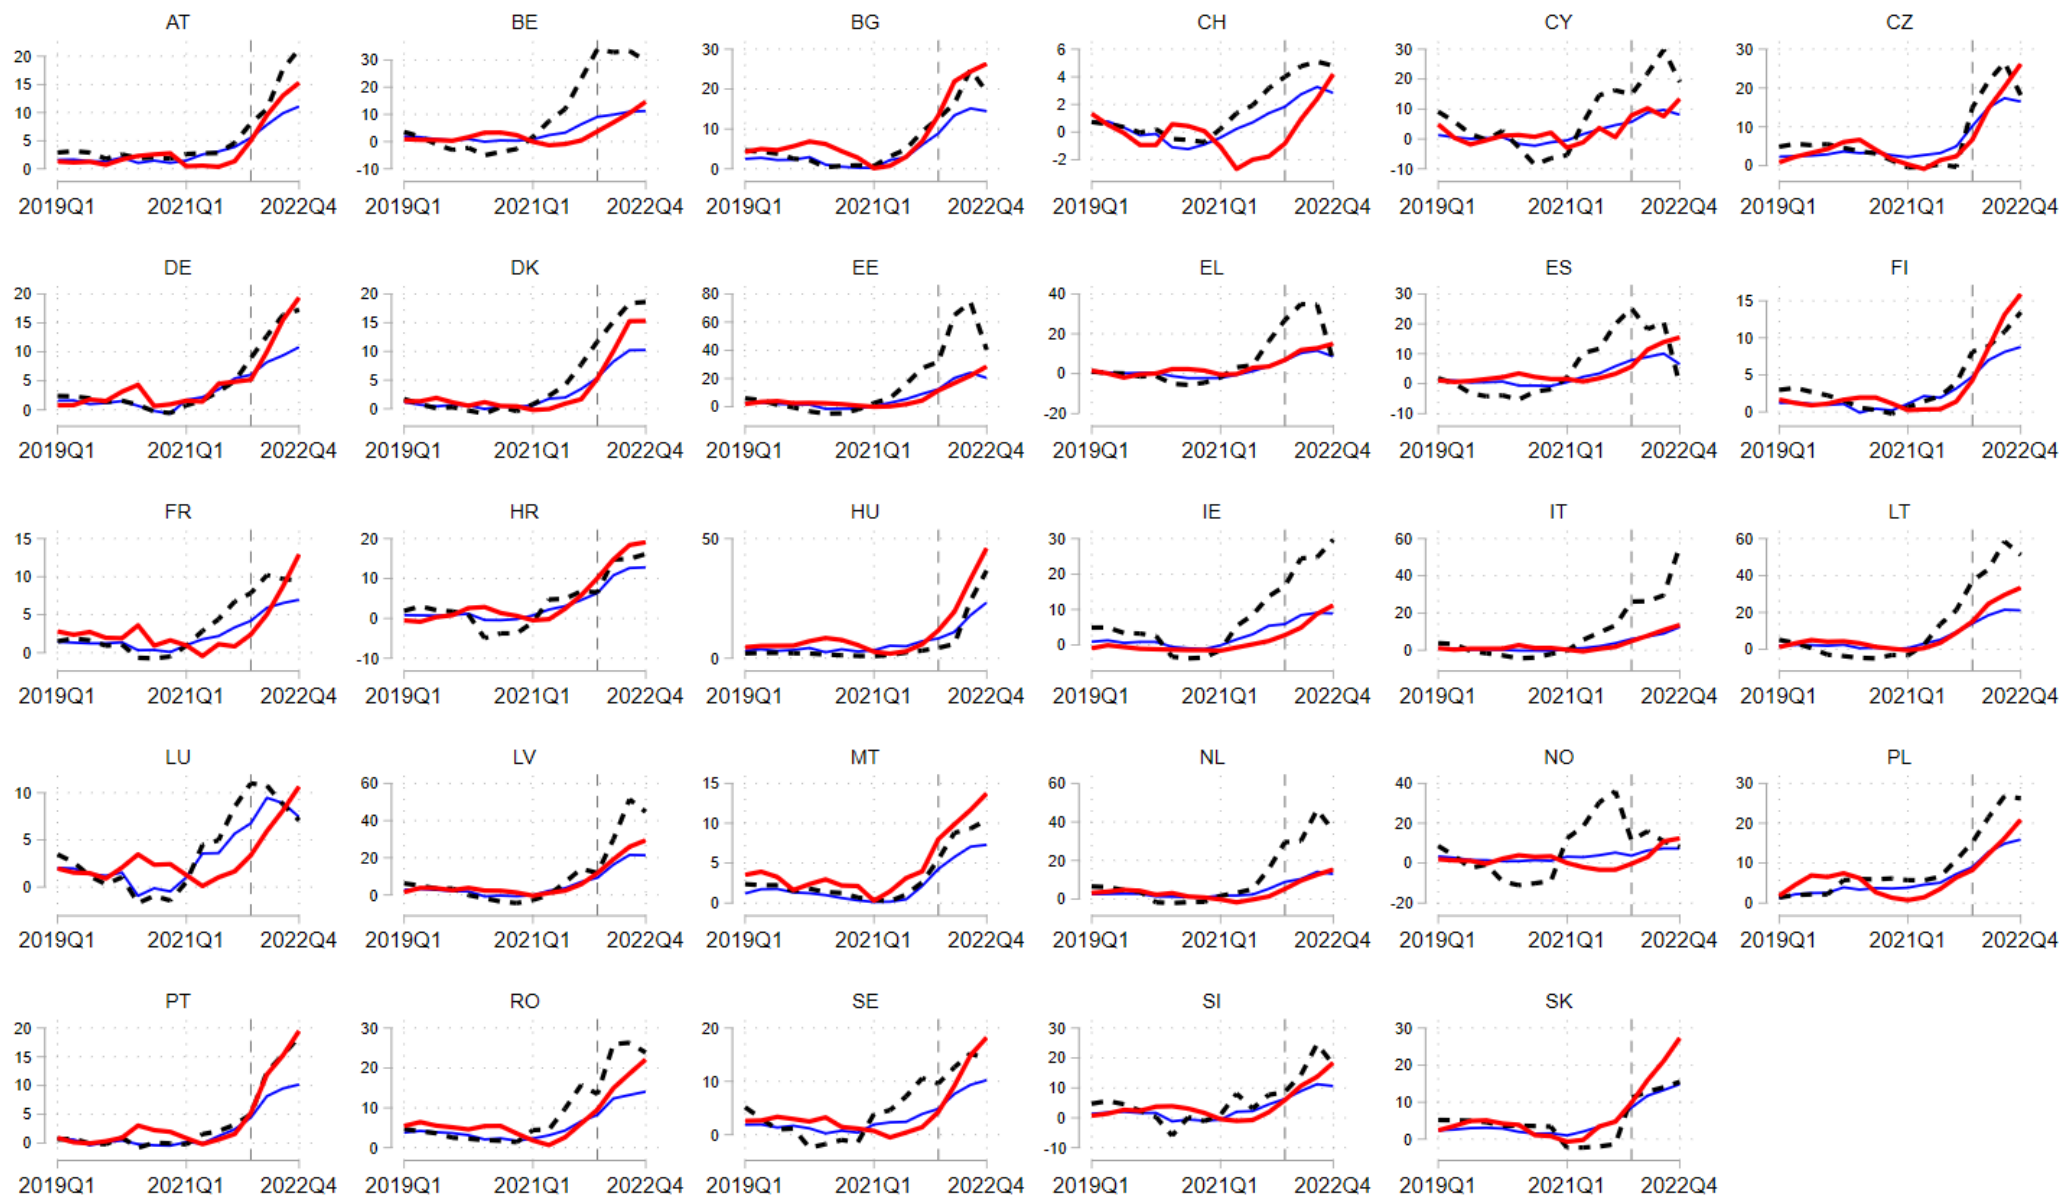 AT BE BG CH CY CZ
20 15 10 5 0
30 20 10 0 -10
30 20 10 0
6 4 2 0 -2
30 20 10 0 -10
30 20 10 0
2019Q1 2021Q1 2022Q4 2019Q1 2021Q1 2022Q4 2019Q1 2021Q1 2022Q4 2019Q1 2021Q1 2022Q4 2019Q1 2021Q1 2022Q4 2019Q1 2021Q1 2022Q4
DE DK EE EL ES FI
20 15 10 5 0
20 15 10 5 0
80 60 40 20 0
40 20 0 -20
30 20 10 0 -10
15 10 5 0
2019Q1 2021Q1 2022Q4 2019Q1 2021Q1 2022Q4 2019Q1 2021Q1 2022Q4 2019Q1 2021Q1 2022Q4 2019Q1 2021Q1 2022Q4 2019Q1 2021Q1 2022Q4
FR HR HU IE IT LT
15 10 5 0
20 10 0 -10
50 0
30 20 10 0
60 40 20 0
60 40 20 0
2019Q1 2021Q1 2022Q4 2019Q1 2021Q1 2022Q4 2019Q1 2021Q1 2022Q4 2019Q1 2021Q1 2022Q4 2019Q1 2021Q1 2022Q4 2019Q1 2021Q1 2022Q4
LU LV MT NL NO PL
10 5 0
60 40 20 0
15 10 5 0
60 40 20 0
40 20 0 -20
30 20 10 0
2019Q1 2021Q1 2022Q4 2019Q1 2021Q1 2022Q4 2019Q1 2021Q1 2022Q4 2019Q1 2021Q1 2022Q4 2019Q1 2021Q1 2022Q4 2019Q1 2021Q1 2022Q4
PT RO SE SI SK
20 15 10 5 0
30 20 10 0
20 10 0
30 20 10 0 -10
30 20 10 0
2019Q1 2021Q1 2022Q4 2019Q1 2021Q1 2022Q4 2019Q1 2021Q1 2022Q4 2019Q1 2021Q1 2022Q4 2019Q1 2021Q1 2022Q4